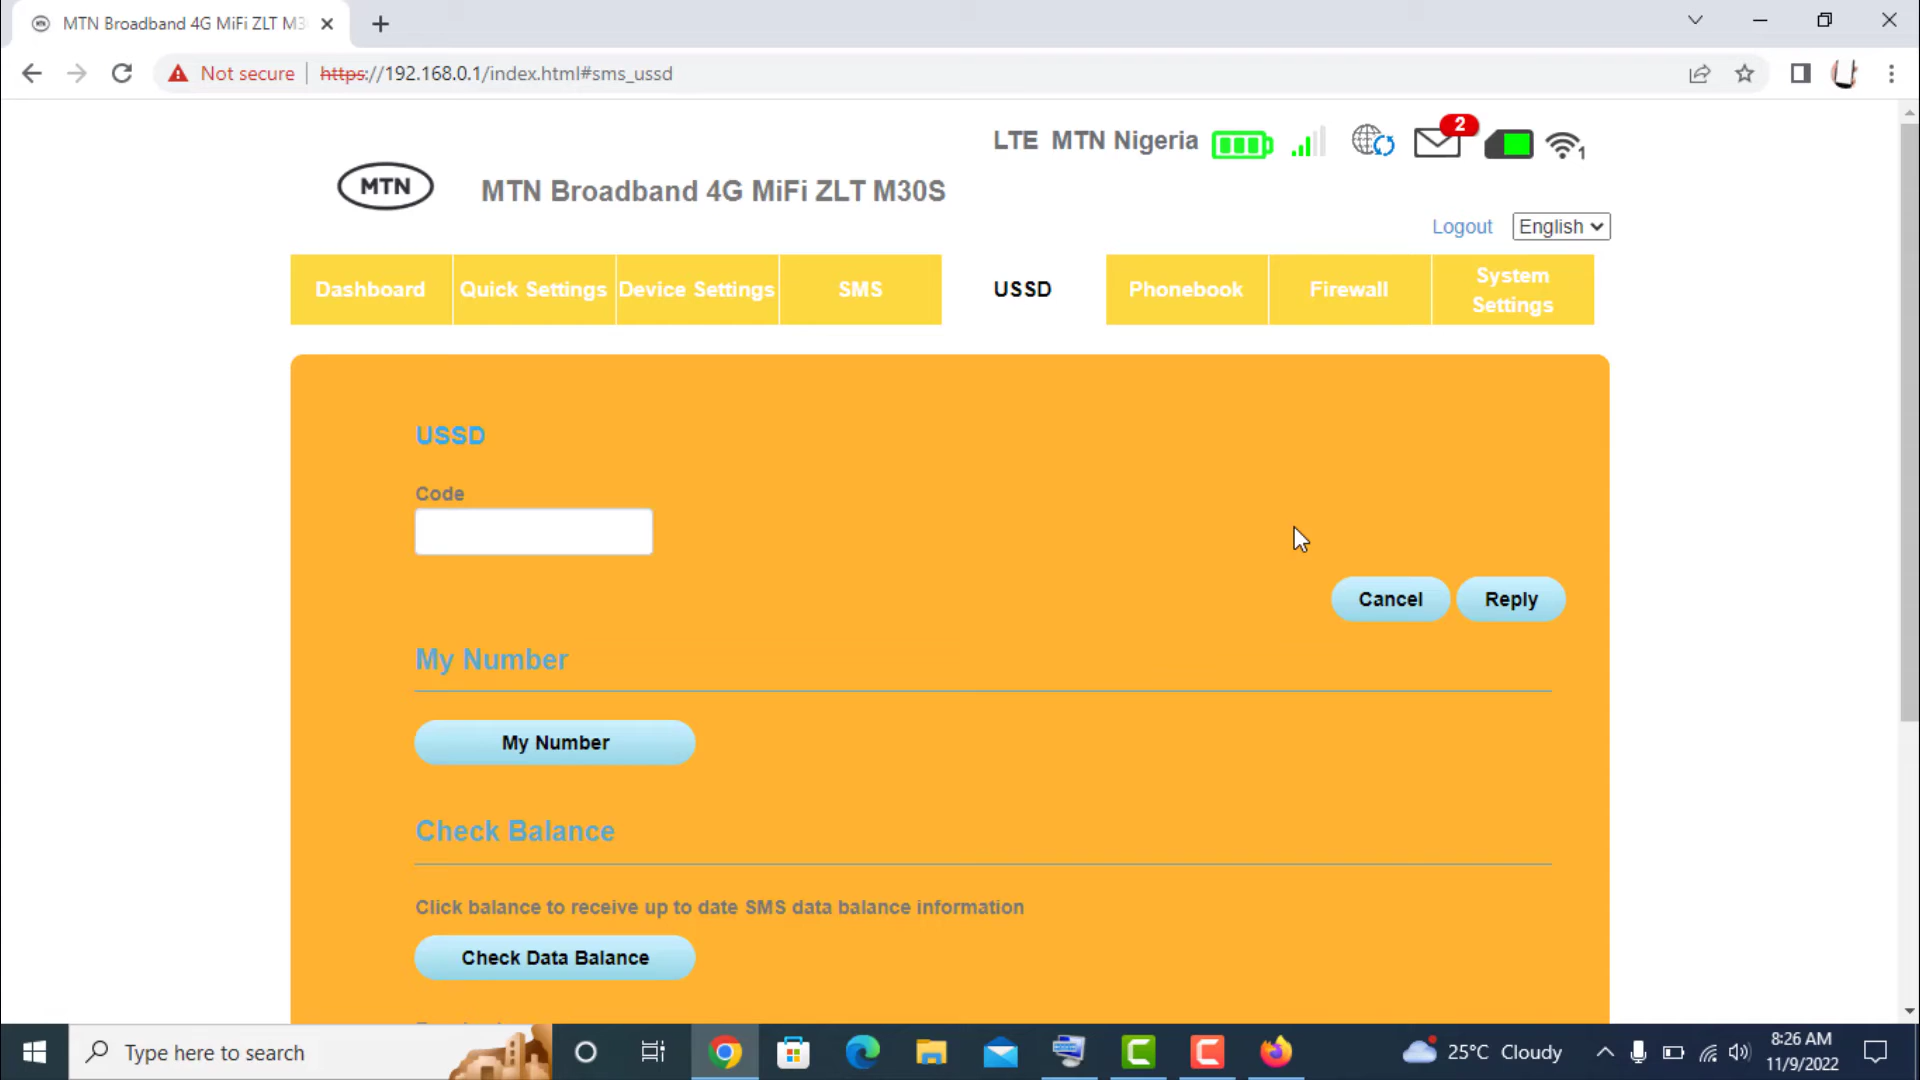 MTN Broadband 4G MiFi ZLT M3
Not secure https://192.168.0.1/index.html#sms_ussd
LTE MTN Nigeria 2 1
MTN MTN Broadband 4G MiFi ZLT M30S
Logout English
Dashboard Quick Settings Device Settings SMS USSD Phonebook Firewall System Settings
USSD
Code
Cancel Reply
My Number
My Number
Check Balance
Click balance to receive up to date SMS data balance information
Check Data Balance
Type here to search 25°C Cloudy 8:26 AM
11/9/2022